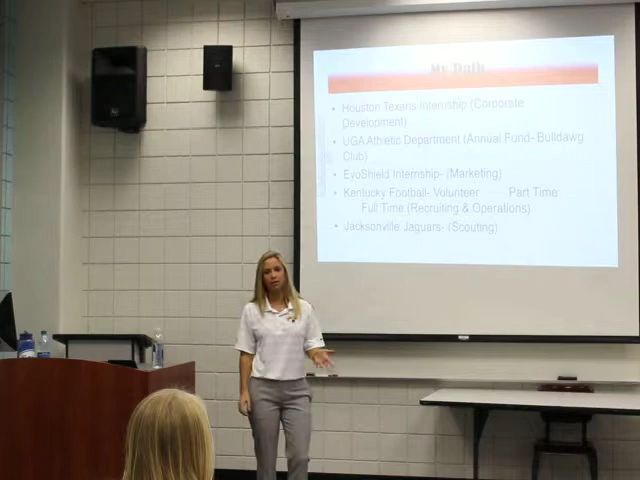 My Path
• Houston Texans Internship (Corporate
Development)
• UGA Athletic Department (Annual Fund- Bulldawg
Club)
• EvoShield Internship- (Marketing)
• Kentucky Football- Volunteer Part Time
Full Time (Recruiting & Operations)
• Jacksonville Jaguars- (Scouting)